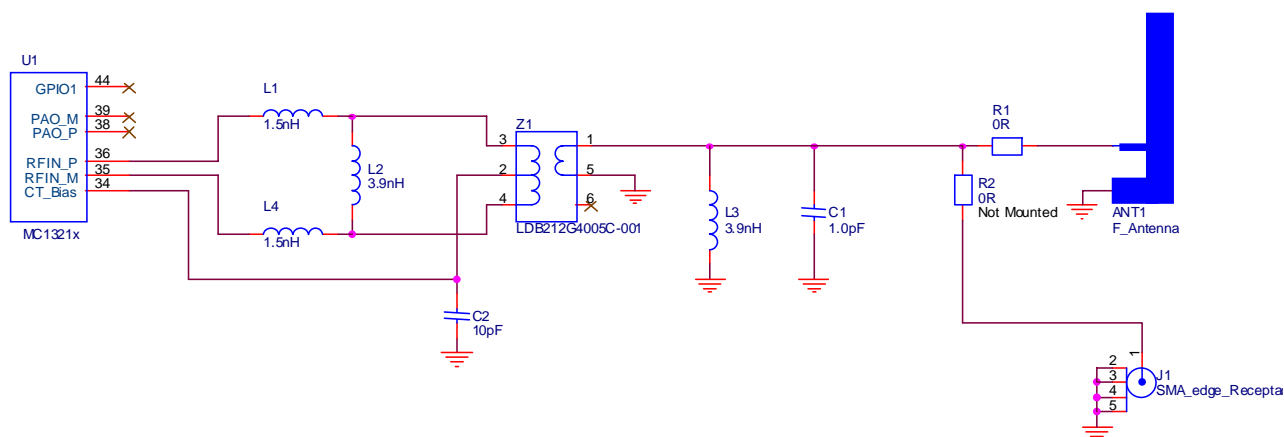 U1
44
GPIO1
39
PAO_M
38
PAO_P
36
RFIN_P
35
RFIN_M
34
CT_Bias
MC1321x
L1
1.5nH
L2
3.9nH
L4
1.5nH
C2
10pF
Z1
3
1
2
5
4
6
LDB212G4005C-001
L3
3.9nH
C1
1.0pF
R1
0R
R2
0R
Not Mounted
ANT1
F_Antenna
1
2
3
4
5
J1
SMA_edge_Receptac